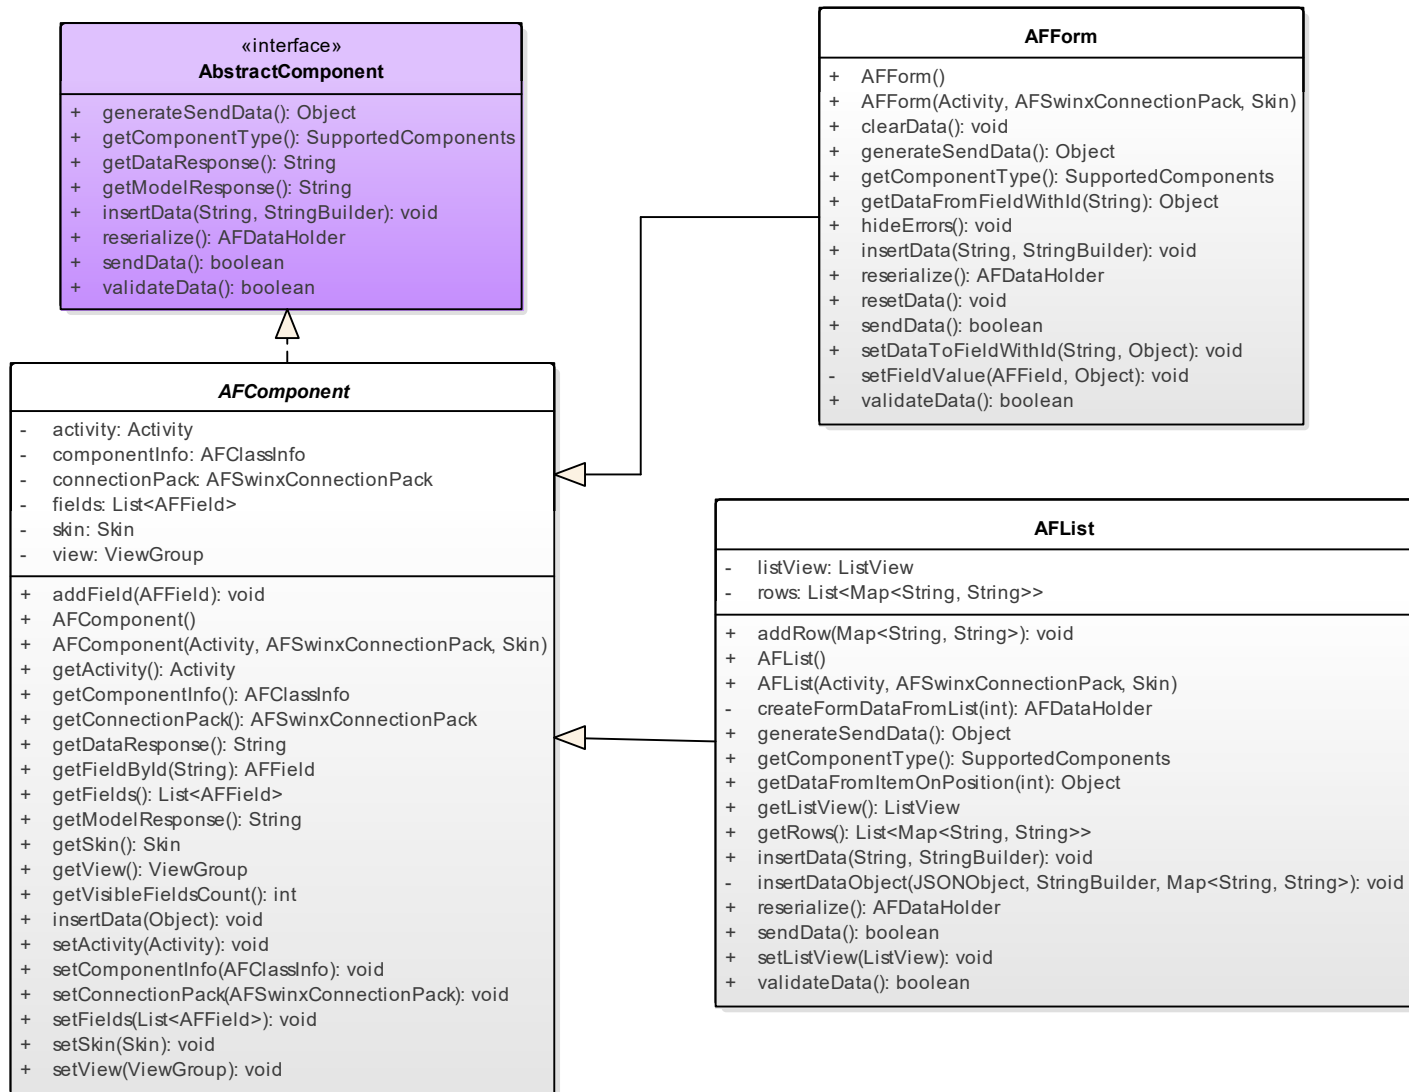 «interface»
AbstractComponent
+ generateSendData(): Object
+ getComponentType(): SupportedComponents
+ getDataResponse(): String
+ getModelResponse(): String
+ insertData(String, StringBuilder): void
+ reserialize(): AFDataHolder
+ sendData(): boolean
+ validateData(): boolean
AFComponent
- activity: Activity
- componentInfo: AFClassInfo
- connectionPack: AFSwinxConnectionPack
- fields: List<AFField>
- skin: Skin
- view: ViewGroup
+ addField(AFField): void
+ AFComponent()
+ AFComponent(Activity, AFSwinxConnectionPack, Skin)
+ getActivity(): Activity
+ getComponentInfo(): AFClassInfo
+ getConnectionPack(): AFSwinxConnectionPack
+ getDataResponse(): String
+ getFieldById(String): AFField
+ getFields(): List<AFField>
+ getModelResponse(): String
+ getSkin(): Skin
+ getView(): ViewGroup
+ getVisibleFieldsCount(): int
+ insertData(Object): void
+ setActivity(Activity): void
+ setComponentInfo(AFClassInfo): void
+ setConnectionPack(AFSwinxConnectionPack): void
+ setFields(List<AFField>): void
+ setSkin(Skin): void
+ setView(ViewGroup): void
AFForm
+ AFForm()
+ AFForm(Activity, AFSwinxConnectionPack, Skin)
+ clearData(): void
+ generateSendData(): Object
+ getComponentType(): SupportedComponents
+ getDataFromFieldWithId(String): Object
+ hideErrors(): void
+ insertData(String, StringBuilder): void
+ reserialize(): AFDataHolder
+ resetData(): void
+ sendData(): boolean
+ setDataToFieldWithId(String, Object): void
- setFieldValue(AFField, Object): void
+ validateData(): boolean
AFList
- listView: ListView
- rows: List<Map<String, String>>
+ addRow(Map<String, String>): void
+ AFList()
+ AFList(Activity, AFSwinxConnectionPack, Skin)
- createFormDataFromList(int): AFDataHolder
+ generateSendData(): Object
+ getComponentType(): SupportedComponents
+ getDataFromItemOnPosition(int): Object
+ getListView(): ListView
+ getRows(): List<Map<String, String>>
+ insertData(String, StringBuilder): void
- insertDataObject(JSONObject, StringBuilder, Map<String, String>): void
+ reserialize(): AFDataHolder
+ sendData(): boolean
+ setListView(ListView): void
+ validateData(): boolean